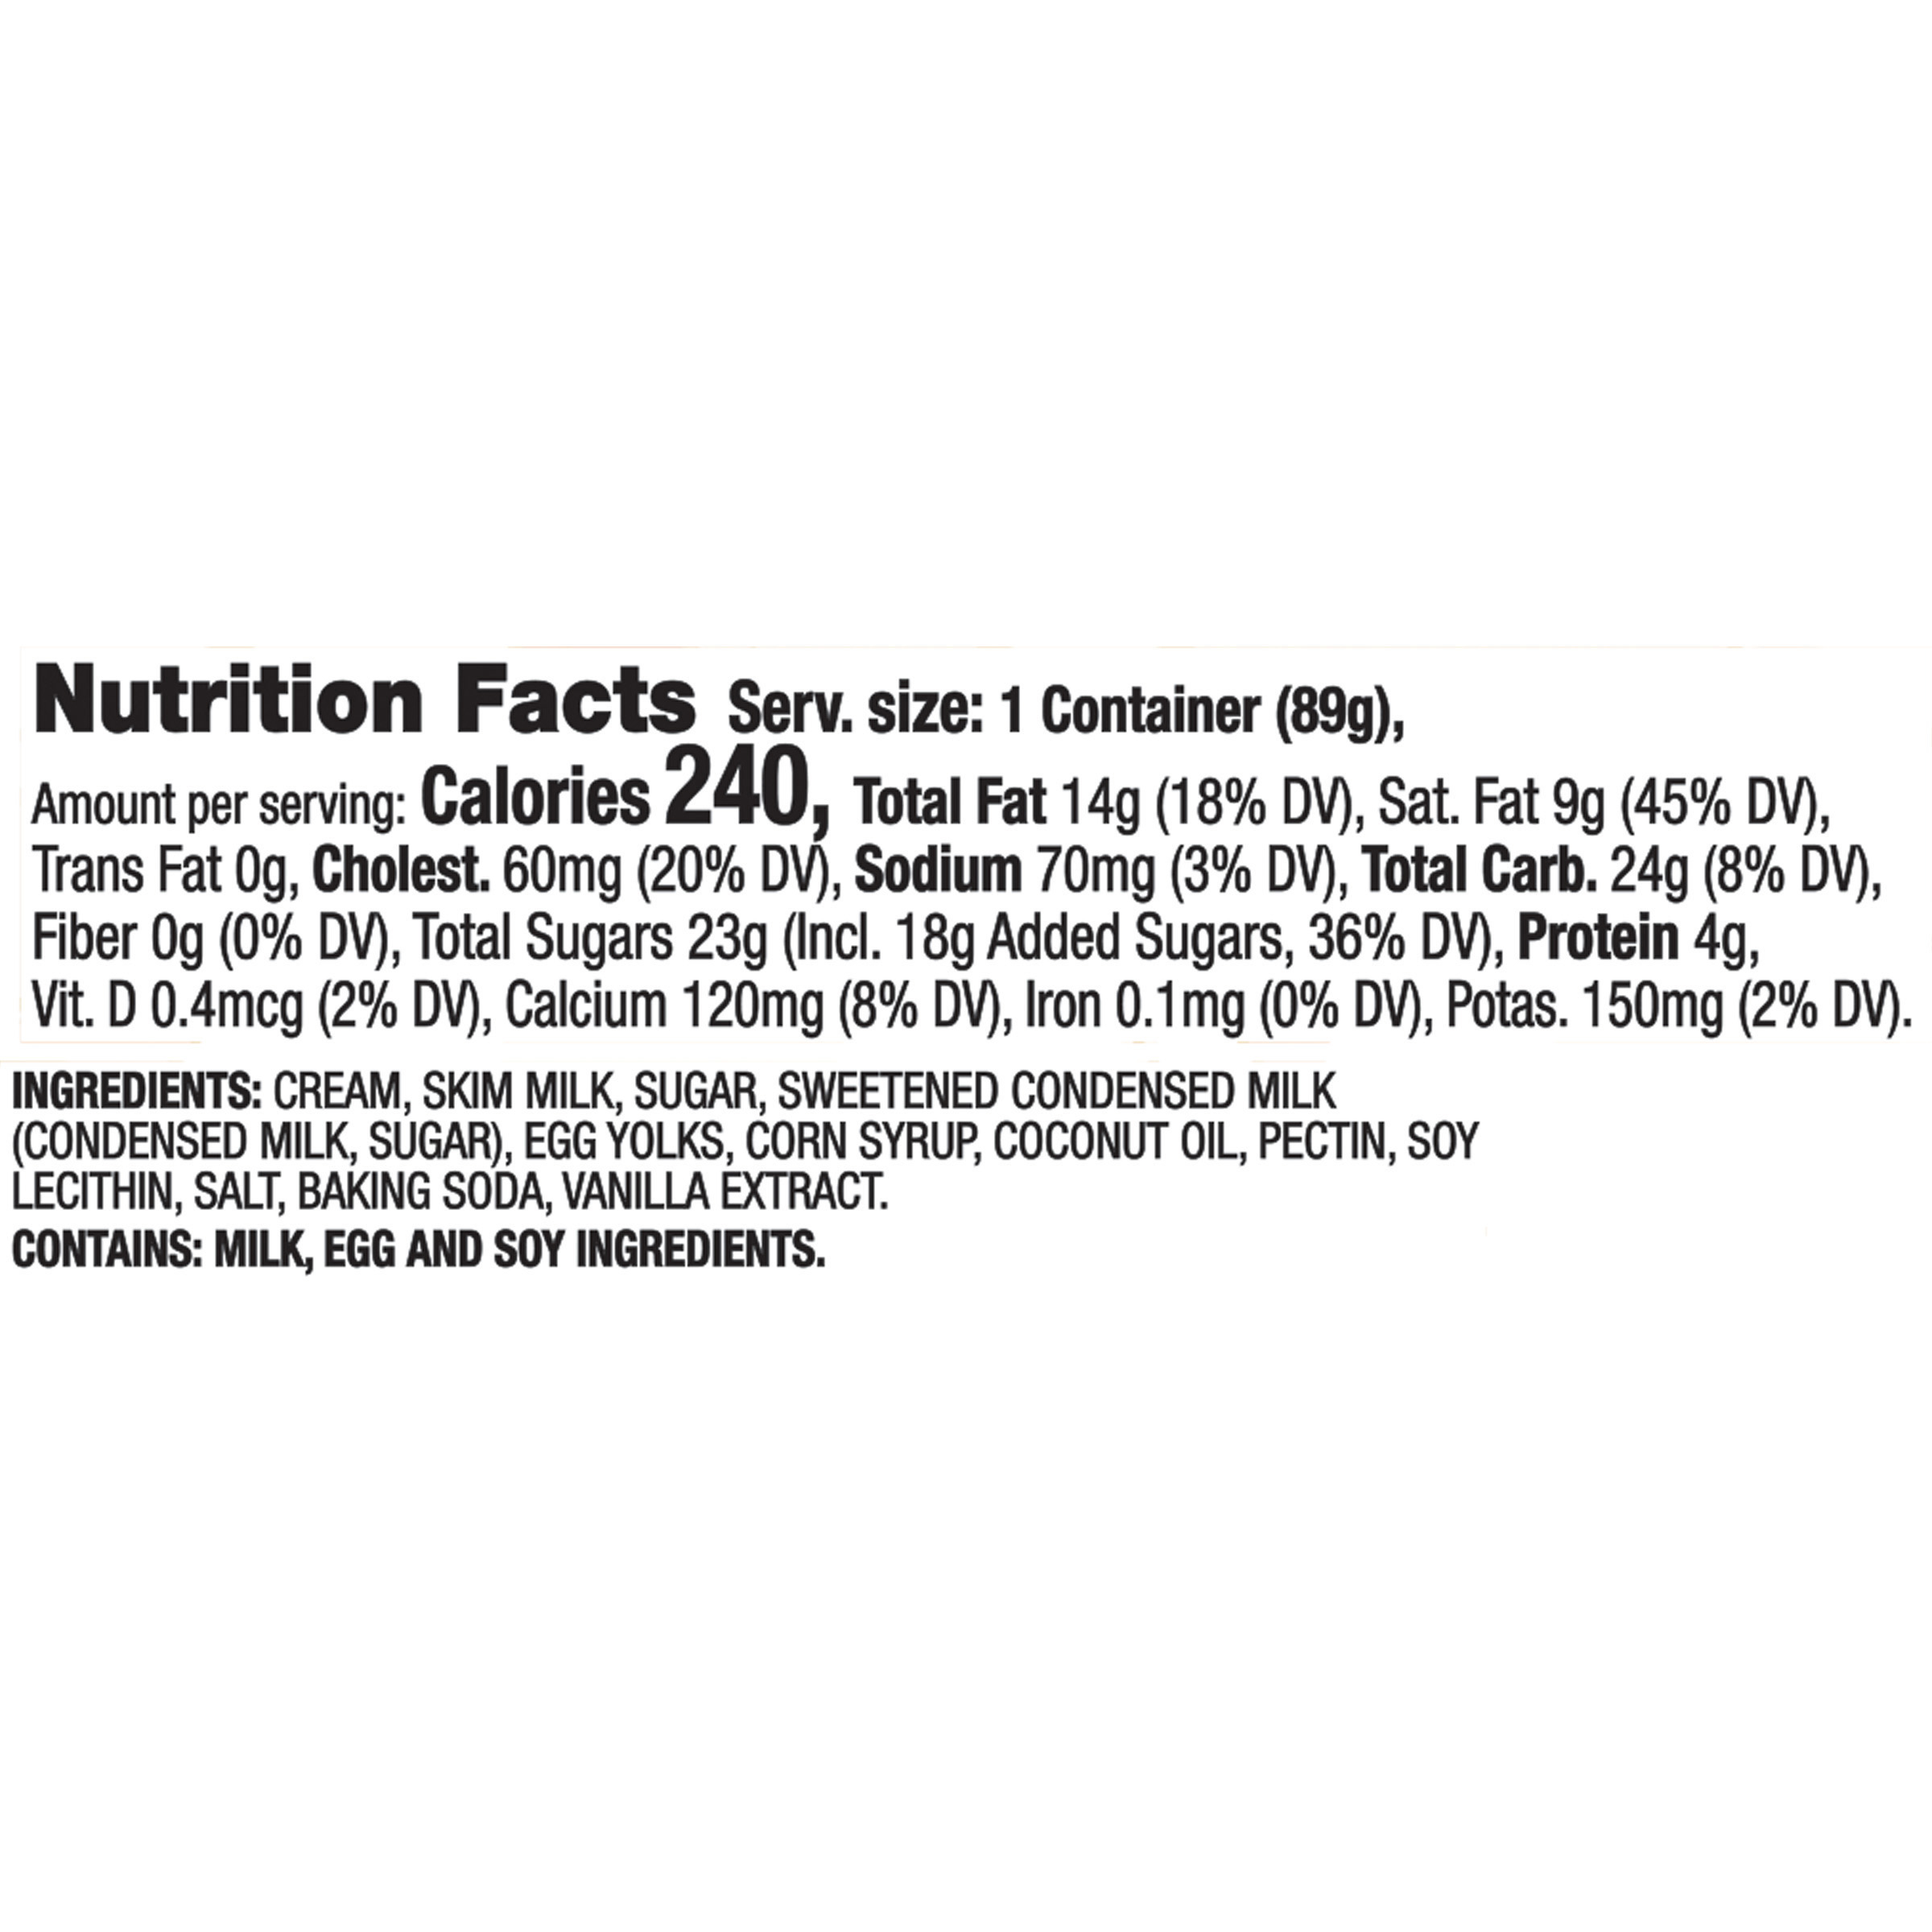 Nutrition Facts Serv. size: 1 Container (89g),
Amount per serving: Calories 240, Total Fat 14g (18% DV), Sat. Fat 9g (45% DV),
Trans Fat 0g, Cholest. 60mg (20% DV), Sodium 70mg (3% DV), Total Carb. 24g (8% DV),
Fiber 0g (0% DV), Total Sugars 23g (Incl. 18g Added Sugars, 36% DV), Protein 4g,
Vit. D 0.4mcg (2% DV), Calcium 120mg (8% DV), Iron 0.1mg (0% DV), Potas. 150mg (2% DV).
INGREDIENTS: CREAM, SKIM MILK, SUGAR, SWEETENED CONDENSED MILK
(CONDENSED MILK, SUGAR), EGG YOLKS, CORN SYRUP, COCONUT OIL, PECTIN, SOY
LECITHIN, SALT, BAKING SODA, VANILLA EXTRACT.
CONTAINS: MILK, EGG AND SOY INGREDIENTS.